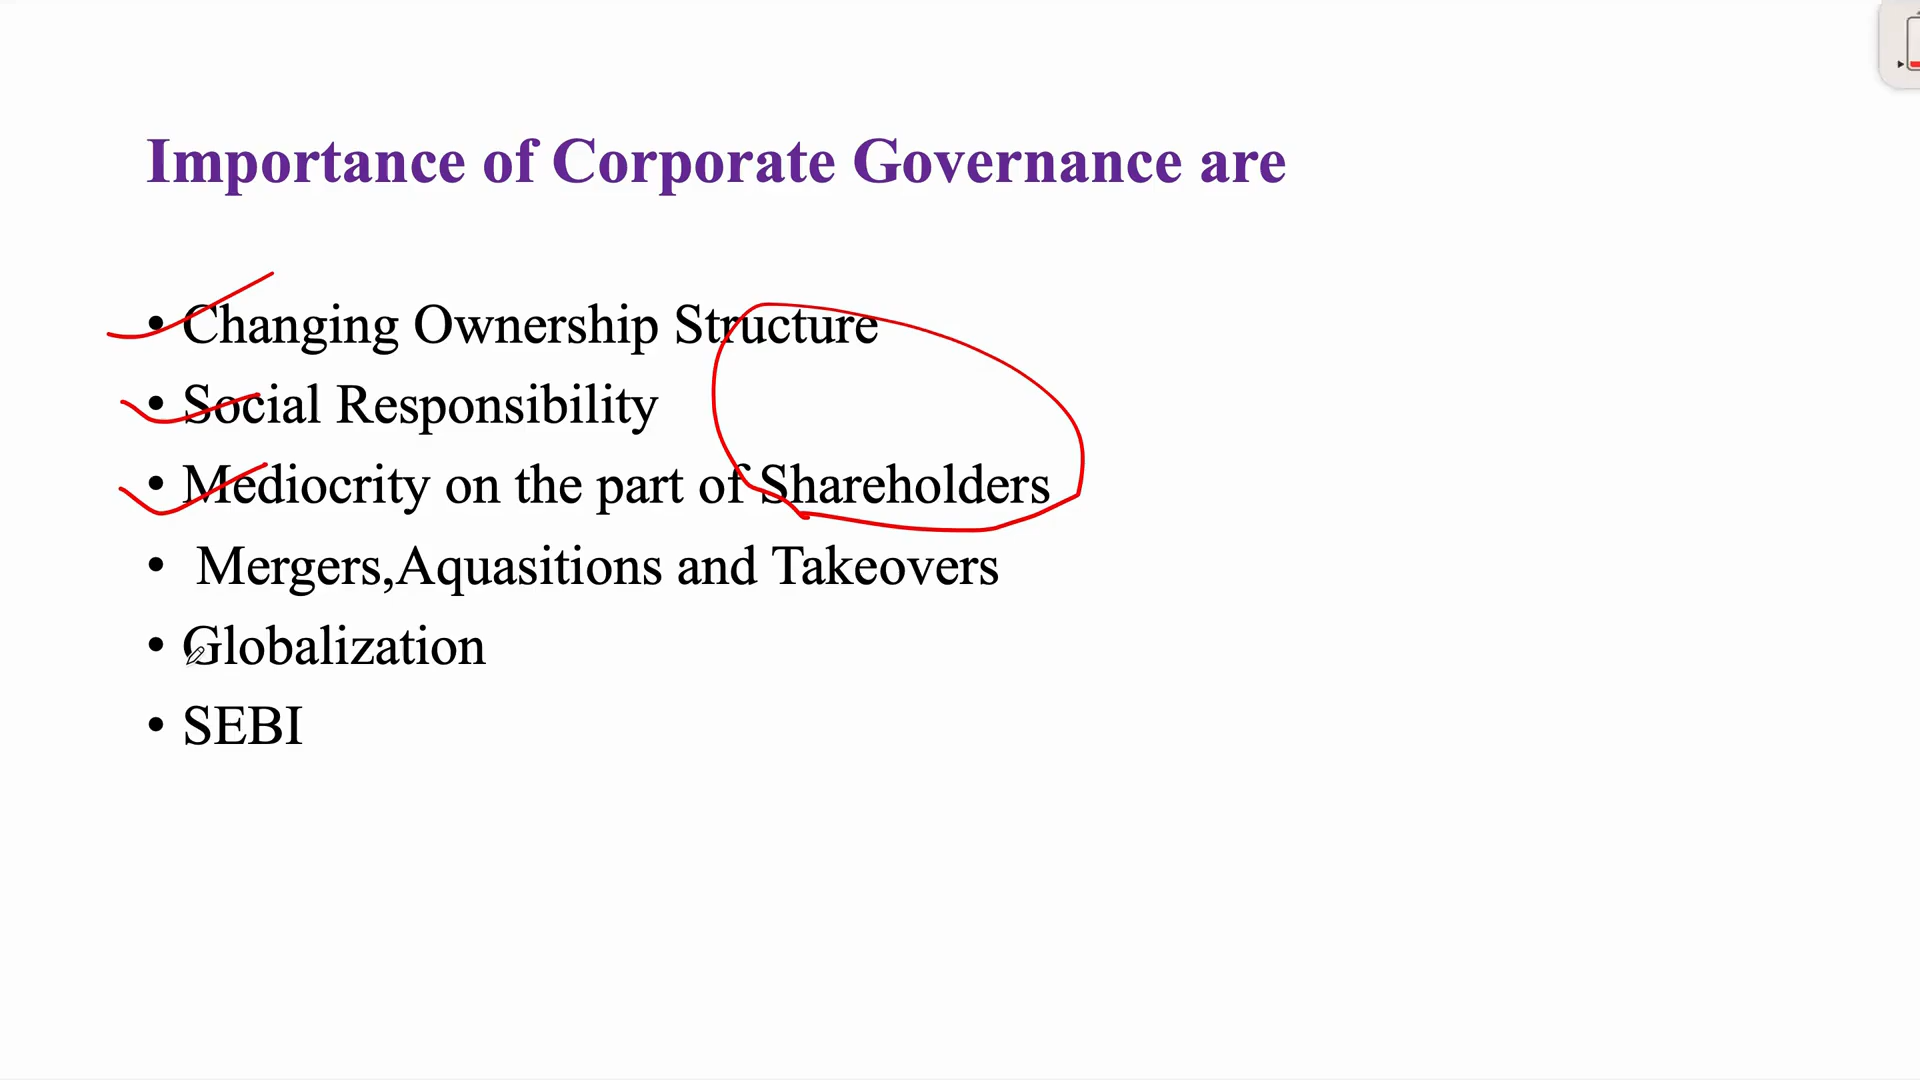 Importance of Corporate Governance are
• Changing Ownership Structure
• Social Responsibility
• Mediocrity on the part of Shareholders
• Mergers,Aquasitions and Takeovers
• Globalization
• SEBI